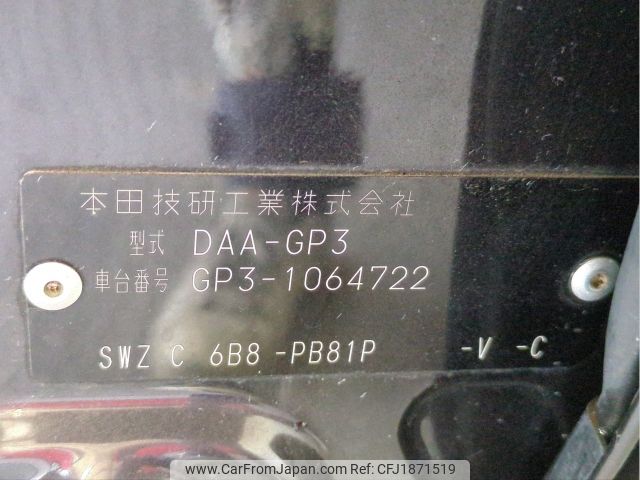 本田技研工業株式会社
型式 DAA-GP3
車台番号 GP3-1064722
SWZ C 6B8 -PB81P -V -C
www.CarFromJapan.com | Ref No: CFJ1871519